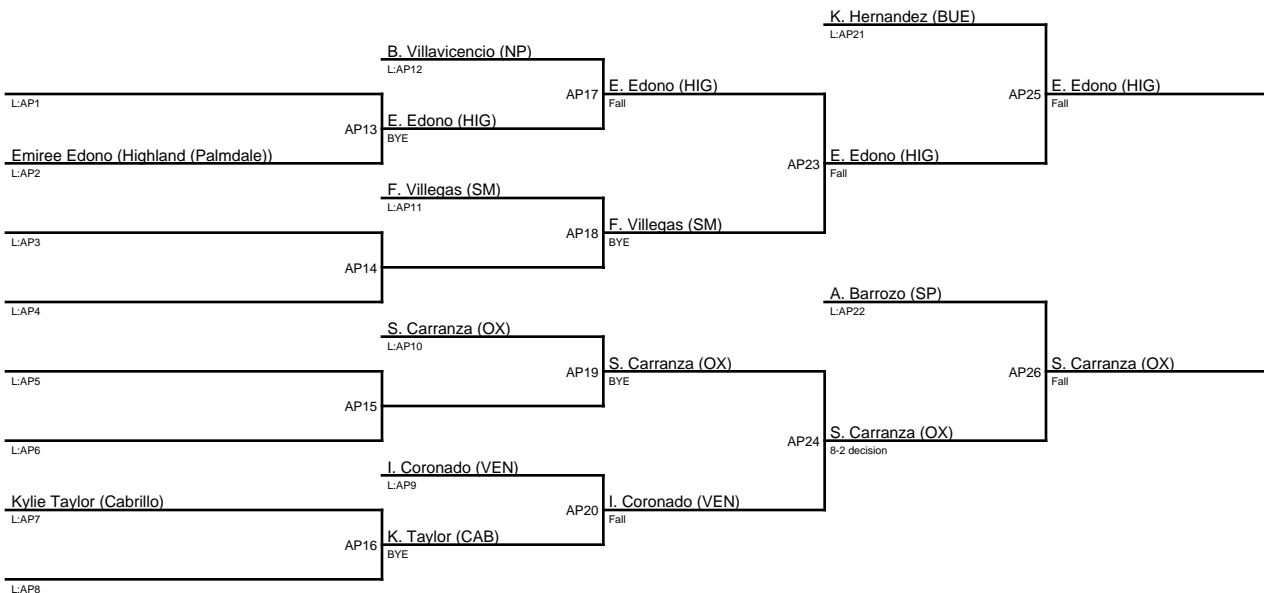 K. Hernandez (BUE)
L:AP21
B. Villavicencio (NP)
L:AP12
AP17
E. Edono (HIG)
Fall
AP25
E. Edono (HIG)
Fall
L:AP1
AP13
E. Edono (HIG)
BYE
Emiree Edono (Highland (Palmdale))
L:AP2
AP23
E. Edono (HIG)
Fall
F. Villegas (SM)
L:AP11
L:AP3
AP18
F. Villegas (SM)
BYE
AP14
L:AP4
A. Barrozo (SP)
L:AP22
S. Carranza (OX)
L:AP10
L:AP5
AP19
S. Carranza (OX)
BYE
AP26
S. Carranza (OX)
Fall
AP15
L:AP6
AP24
S. Carranza (OX)
8-2 decision
I. Coronado (VEN)
L:AP9
Kylie Taylor (Cabrillo)
L:AP7
AP20
I. Coronado (VEN)
Fall
AP16
K. Taylor (CAB)
BYE
L:AP8